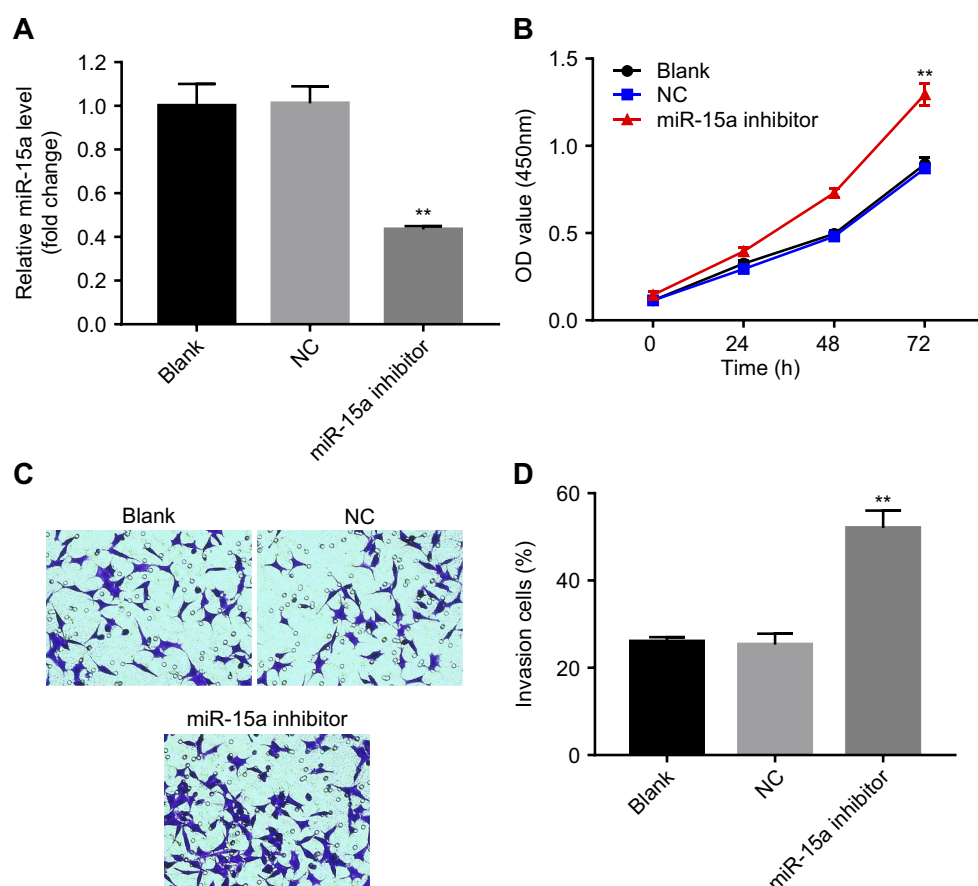 A
Relative miR-15a level
(fold change)
1.2
1.0
0.8
0.6
0.4
0.2
0.0
**
Blank
NC
miR-15a inhibitor
B
OD value (450nm)
1.5
1.0
0.5
0.0
Blank
NC
miR-15a inhibitor
**
0 24 48 72
Time (h)
C
Blank
NC
miR-15a inhibitor
D
Invasion cells (%)
60
40
20
0
**
Blank
NC
miR-15a inhibitor